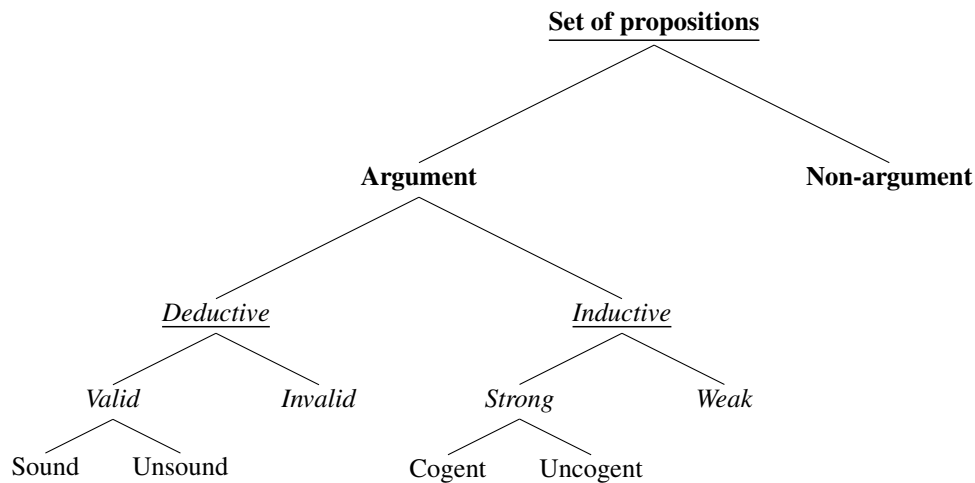 Set of propositions
Argument Non-argument
Deductive Inductive
Valid Invalid Strong Weak
Sound Unsound Cogent Uncogent